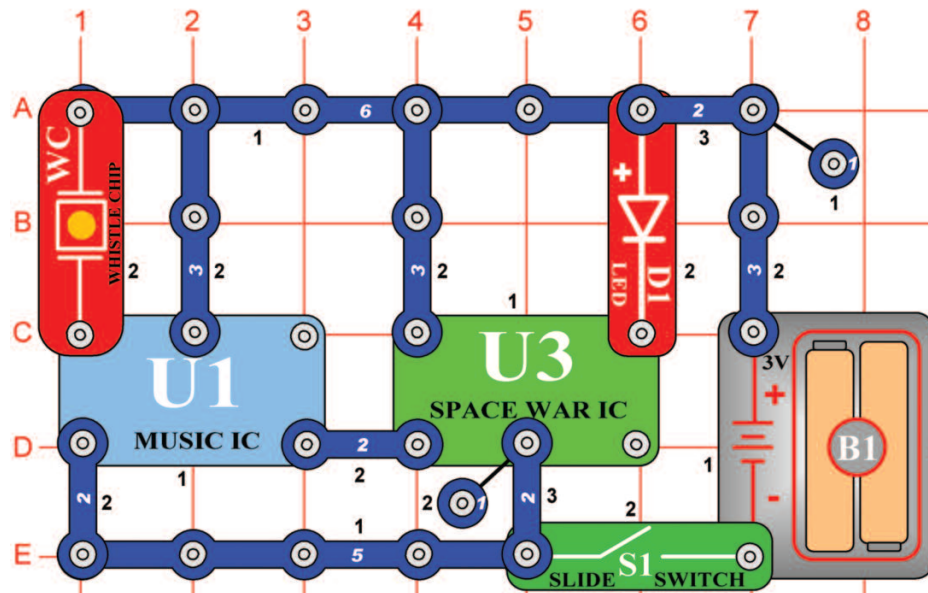 1 2 3 4 5 6 7 8
A 6 2
1 3
WC + 1
1
B
WHISTLE CHIP 2 3 2 3 2 D1 LED 2 3 2
1
C
U1 U3 3V
MUSIC IC SPACE WAR IC +
B1
D 2 1
1 2 2 1 3 2 -
2 2
1
E 5 S1
SLIDE SWITCH